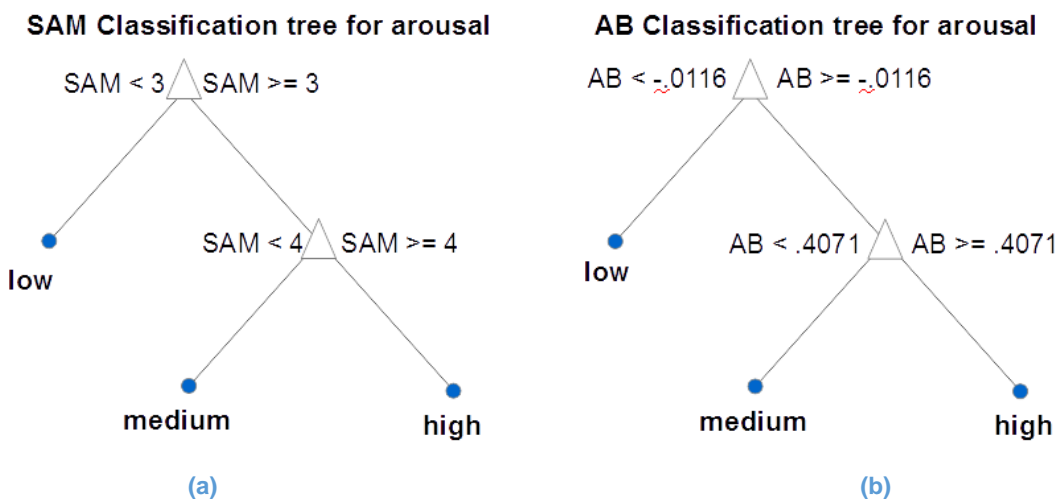 SAM Classification tree for arousal
SAM < 3
SAM >= 3
low
SAM < 4
SAM >= 4
medium
high
(a)
AB Classification tree for arousal
AB < -.0116
AB >= -.0116
low
AB < .4071
AB >= .4071
medium
high
(b)